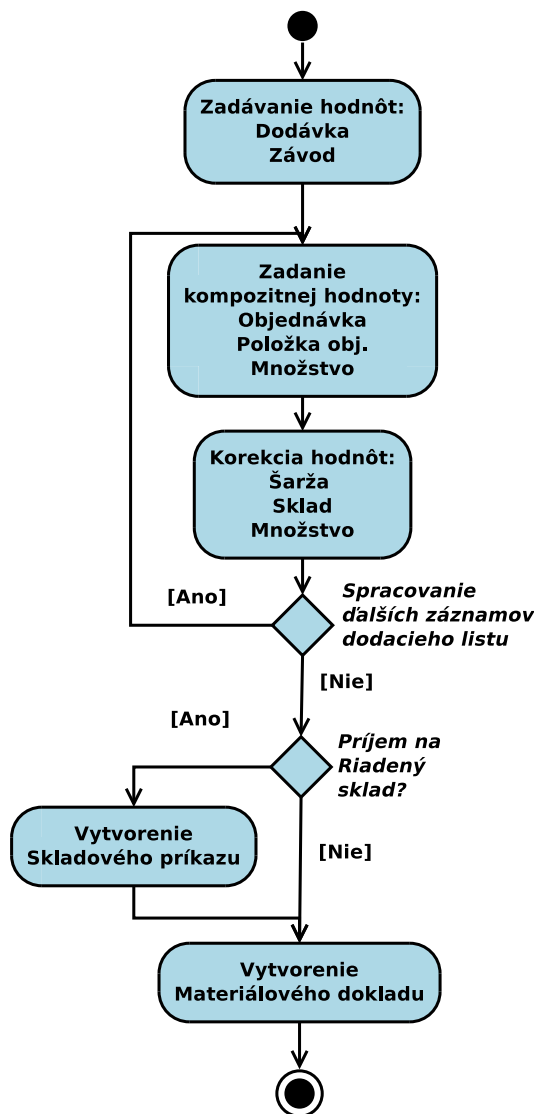 Zadávanie hodnôt:
Dodávka
Závod
Zadanie
kompozitnej hodnoty:
Objednávka
Položka obj.
Množstvo
Korekcia hodnôt:
Šarža
Sklad
Množstvo
[Ano]
Spracovanie
ďalších záznamov
dodacieho listu
[Nie]
[Ano]
Príjem na
Riadený
sklad?
Vytvorenie
Skladového príkazu
[Nie]
Vytvorenie
Materiálového dokladu